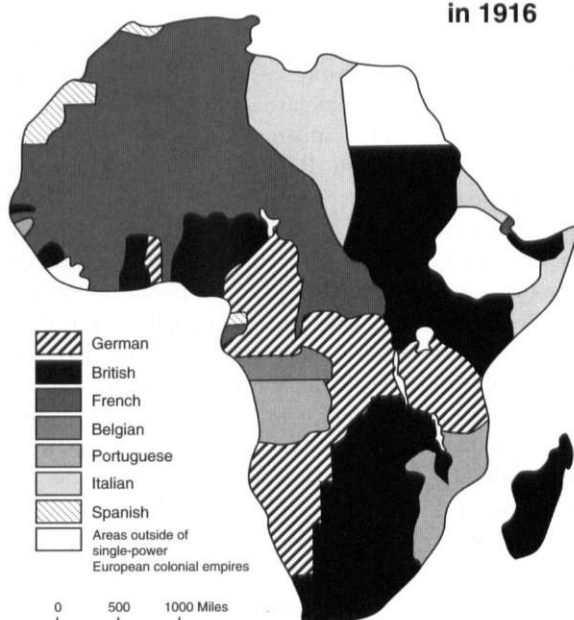 in 1916
German
British
French
Belgian
Portuguese
Italian
Spanish
Areas outside of
single-power
European colonial empires
0 500 1000 Miles